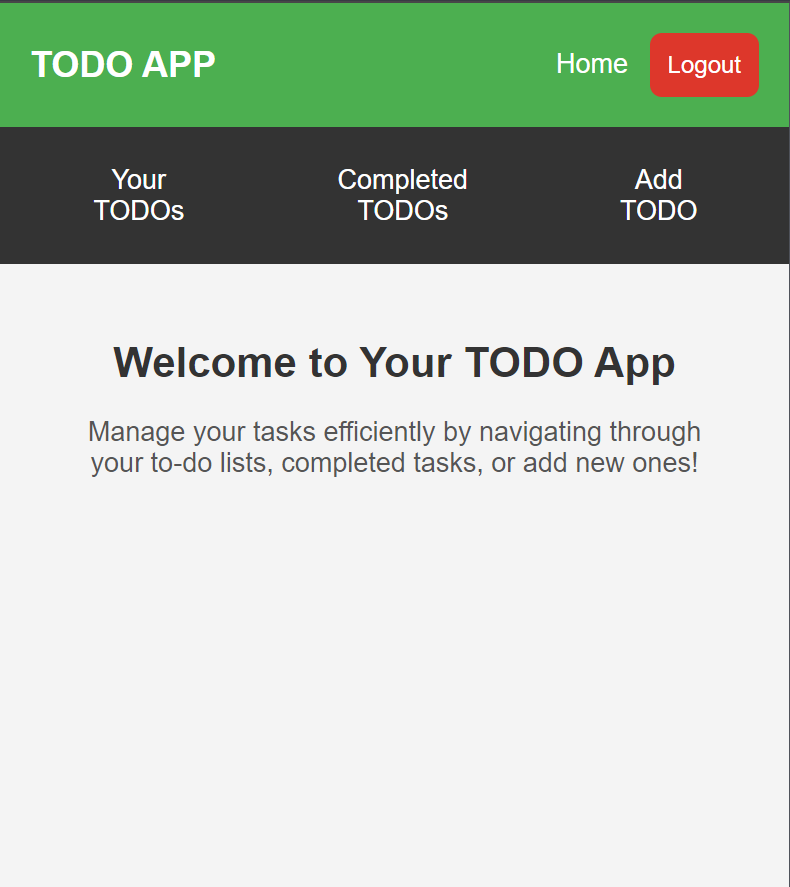 TODO APP
Home
Logout
Your
TODOs
Completed
TODOs
Add
TODO
Welcome to Your TODO App
Manage your tasks efficiently by navigating through
your to-do lists, completed tasks, or add new ones!